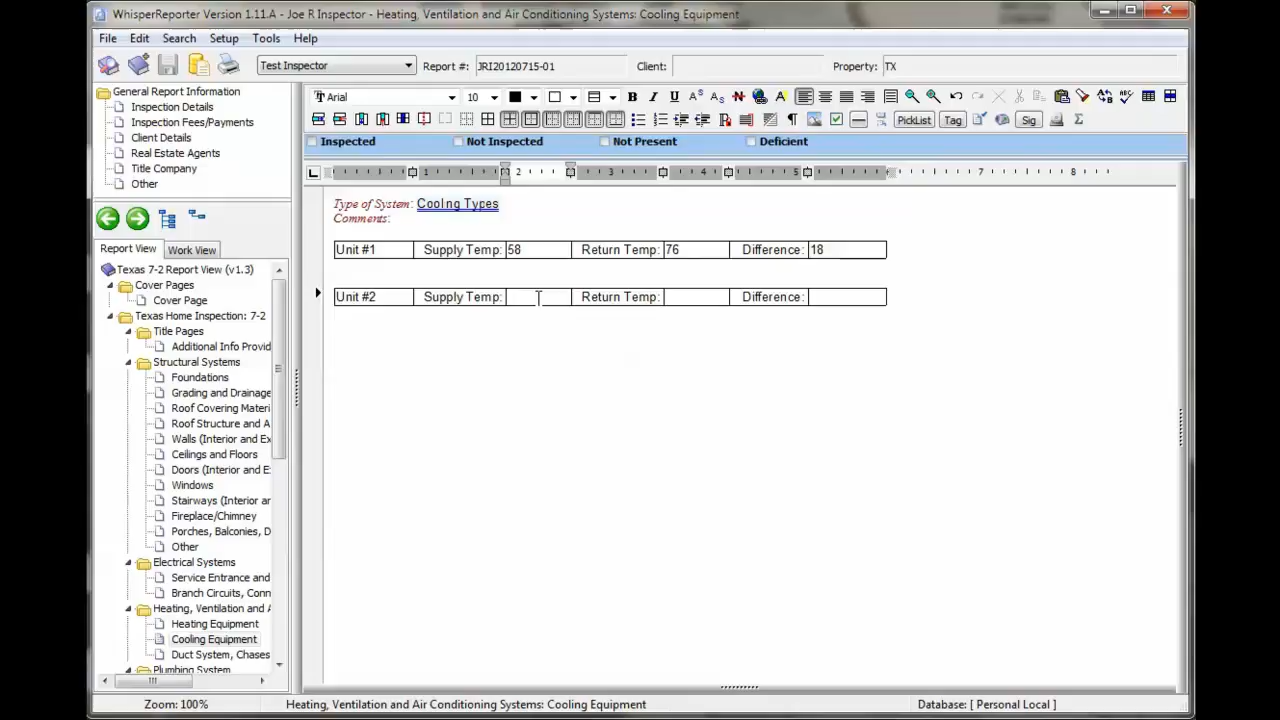 WhisperReporter Version 1.11.A - Joe R Inspector - Heating, Ventilation and Air Conditioning Systems: Cooling Equipment
File Edit Search Setup Tools Help
Test Inspector Report #: JRI20120715-01 Client: Property: TX
General Report Information
Inspection Details
Inspection Fees/Payments
Client Details
Real Estate Agents
Title Company
Other
Report View Work View
Texas 7-2 Report View (v1.3)
Cover Pages
Cover Page
Texas Home Inspection: 7-2
Title Pages
Additional Info Provid
Structural Systems
Foundations
Grading and Drainage
Roof Covering Materi
Roof Structure and A
Walls (Interior and Ex
Ceilings and Floors
Doors (Interior and E
Windows
Stairways (Interior an
Fireplace/Chimney
Porches, Balconies, D
Other
Electrical Systems
Service Entrance and
Branch Circuits, Conn
Heating, Ventilation and A
Heating Equipment
Cooling Equipment
Duct System, Chases
Plumbing System
Arial 10
PickList Tag Sig
Inspected Not Inspected Not Present Deficient
1 2 3 4 5 7 8
Type of System: Cooling Types
Comments:
Unit #1 Supply Temp: 58 Return Temp: 76 Difference: 18
Unit #2 Supply Temp: Return Temp: Difference:
Zoom: 100% Heating, Ventilation and Air Conditioning Systems: Cooling Equipment Database: [ Personal Local ]